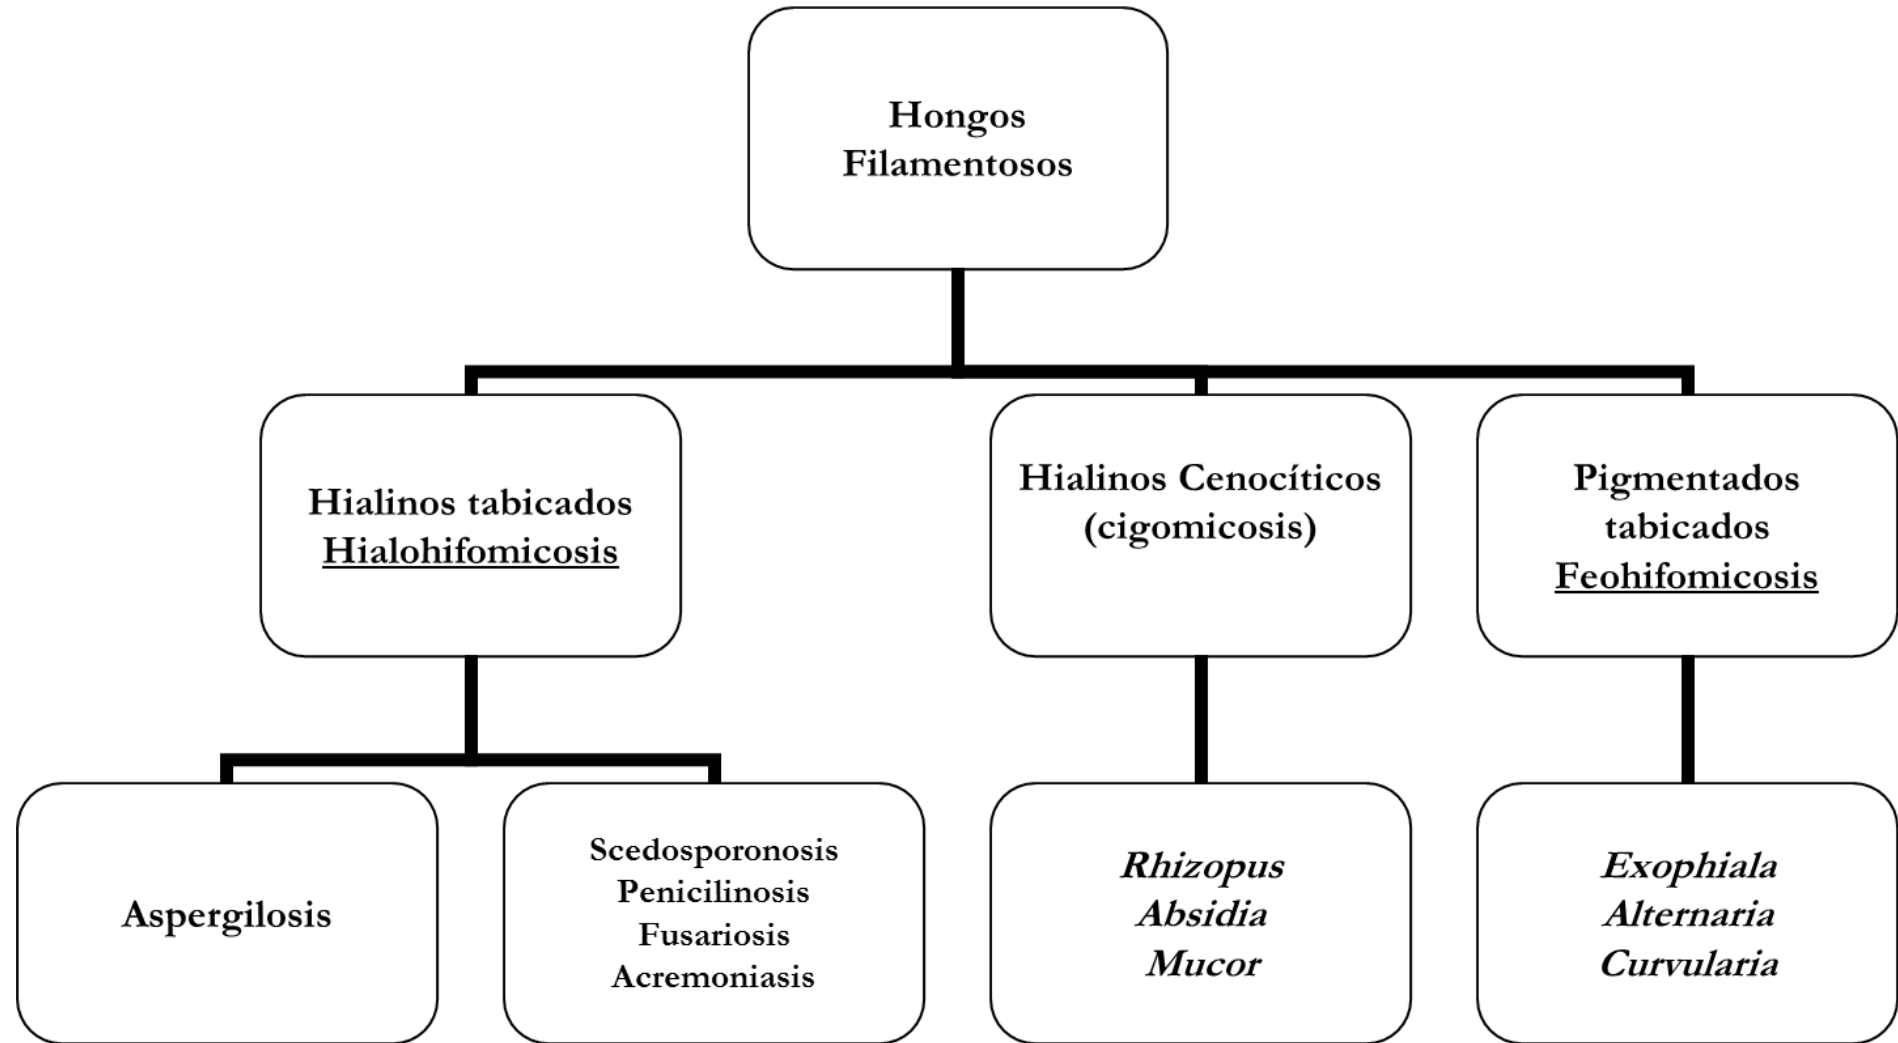 Hongos
Filamentosos
Hialinos tabicados
Hialohifomicosis
Hialinos Cenocíticos
(cigomicosis)
Pigmentados
tabicados
Feohifomicosis
Aspergilosis
Scedosporonosis
Penicilinosis
Fusariosis
Acremoniasis
Rhizopus
Absidia
Mucor
Exophiala
Alternaria
Curvularia